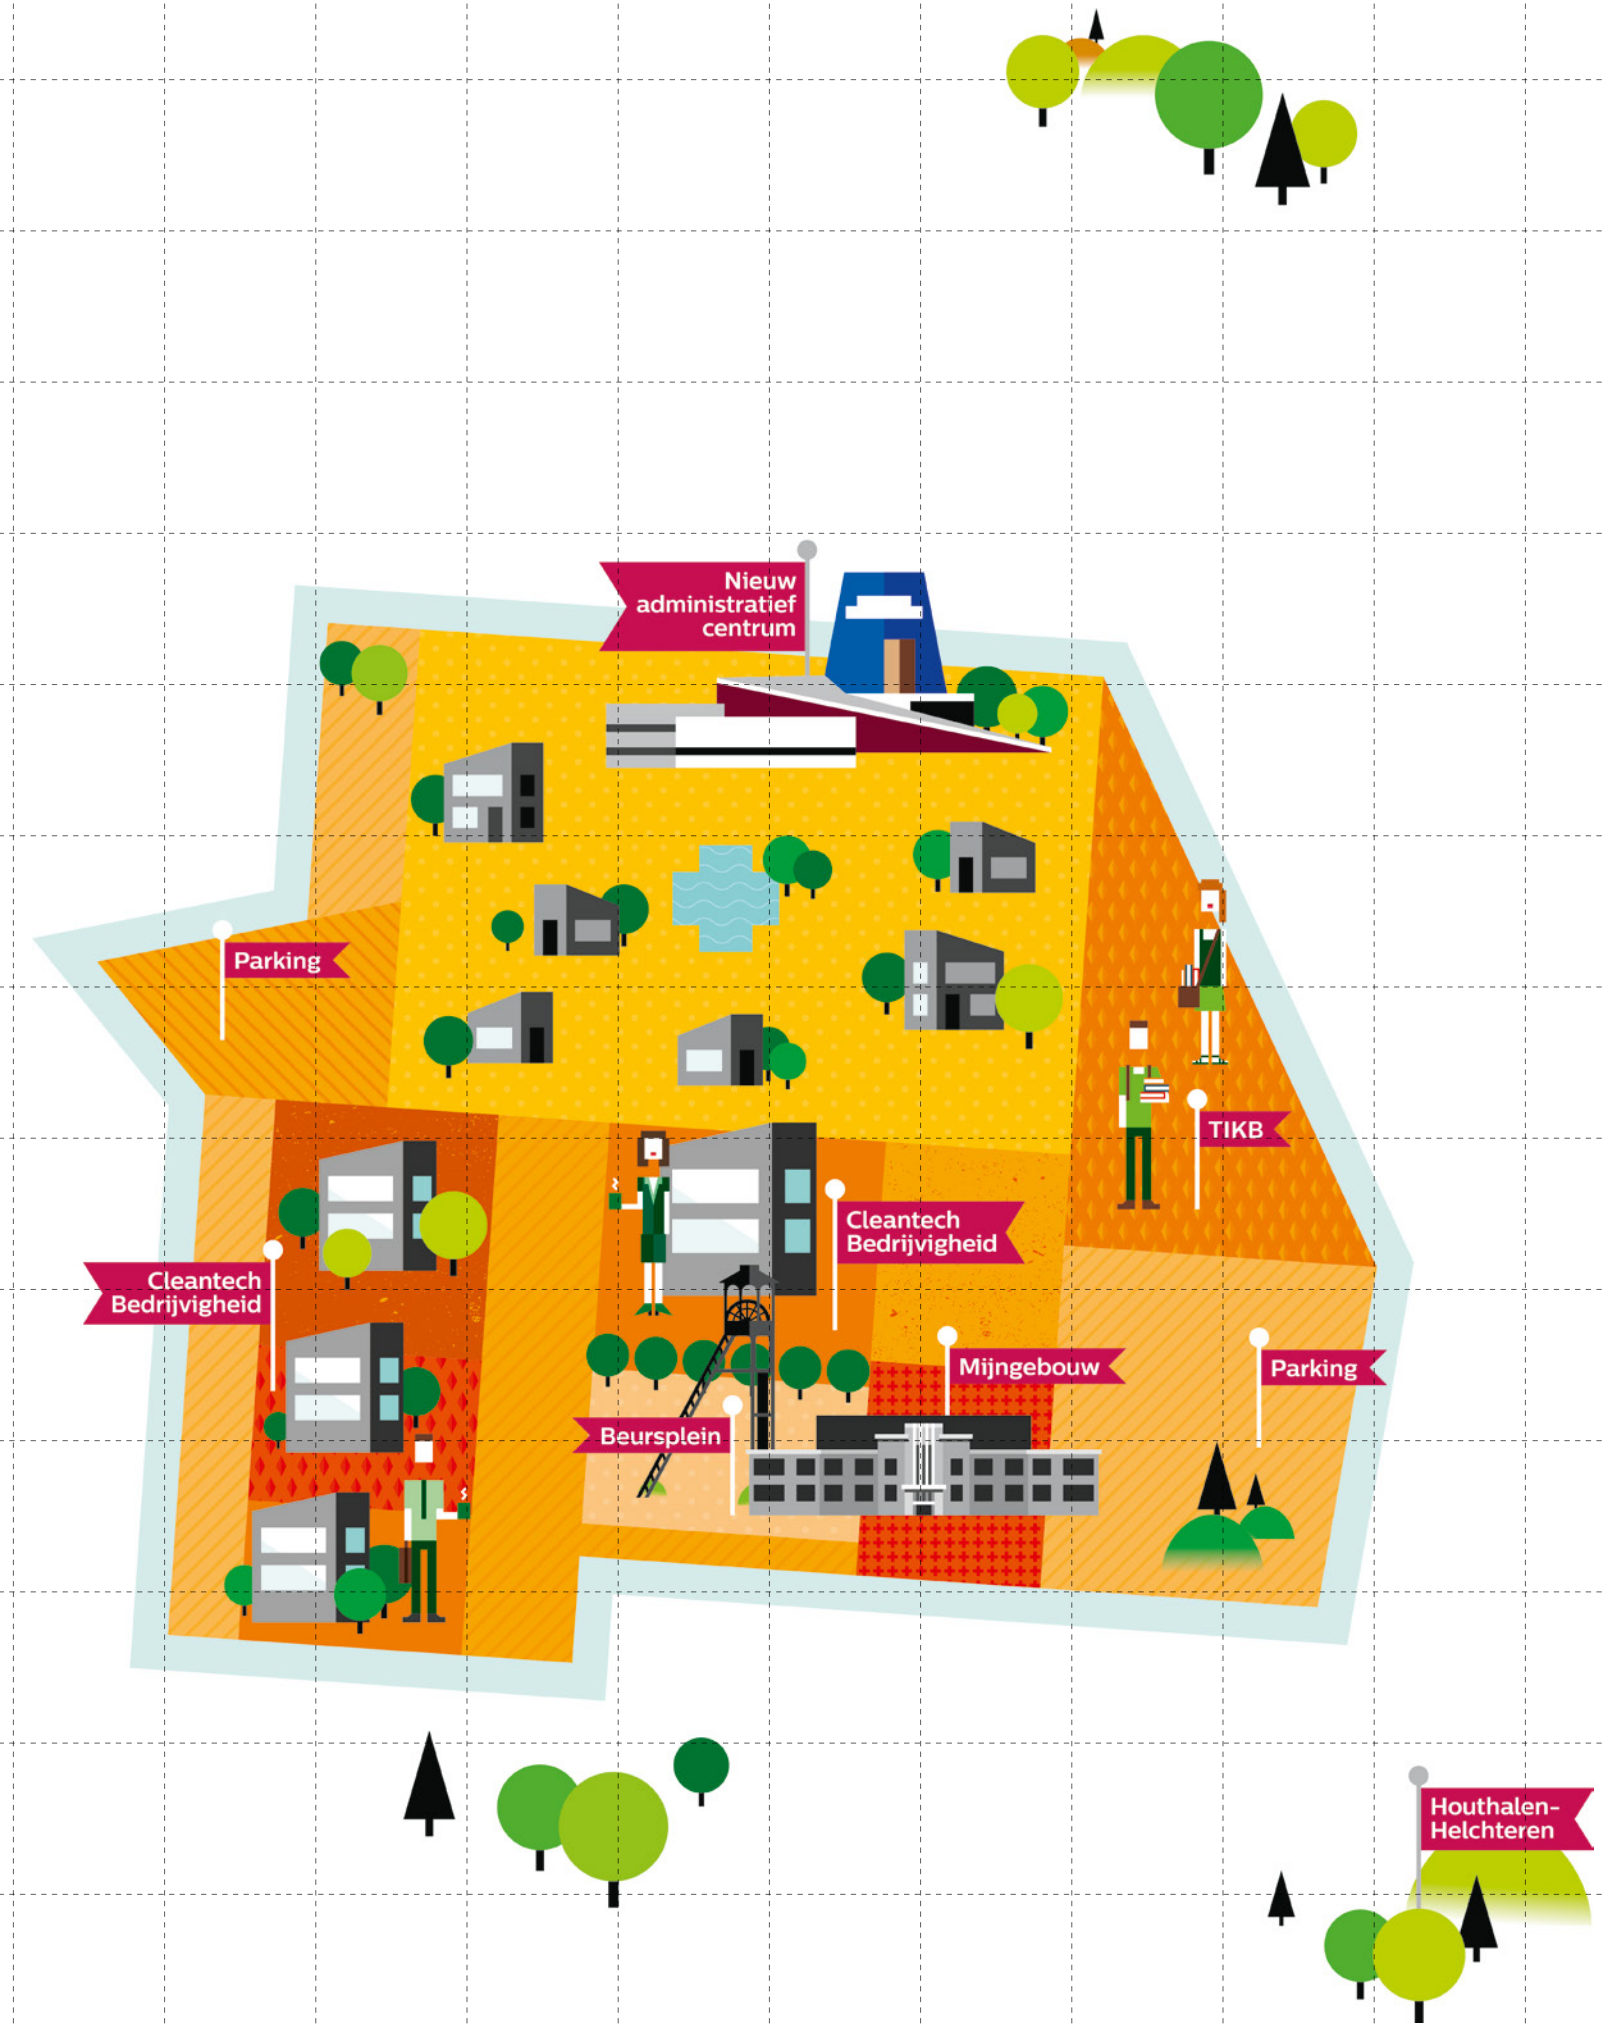 Nieuw
administratief
centrum
Parking
TIKB
Cleantech
Bedrijvigheid
Cleantech
Bedrijvigheid
Mijngebouw
Parking
Beursplein
Houthalen-
Helchteren